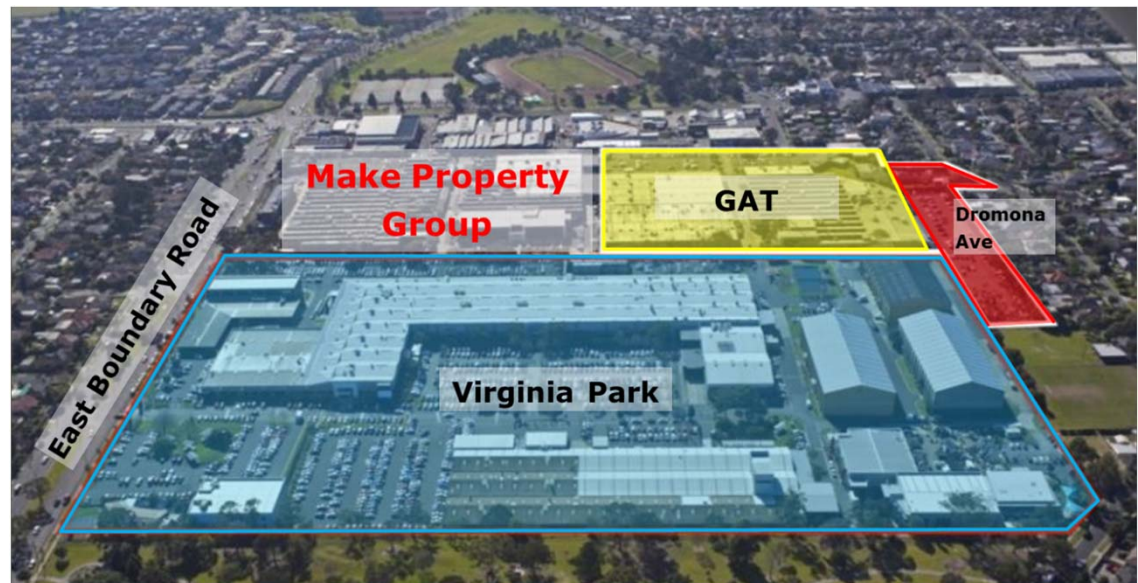 Make Property
Group
GAT
Dromona
Ave
East Boundary Road
Virginia Park